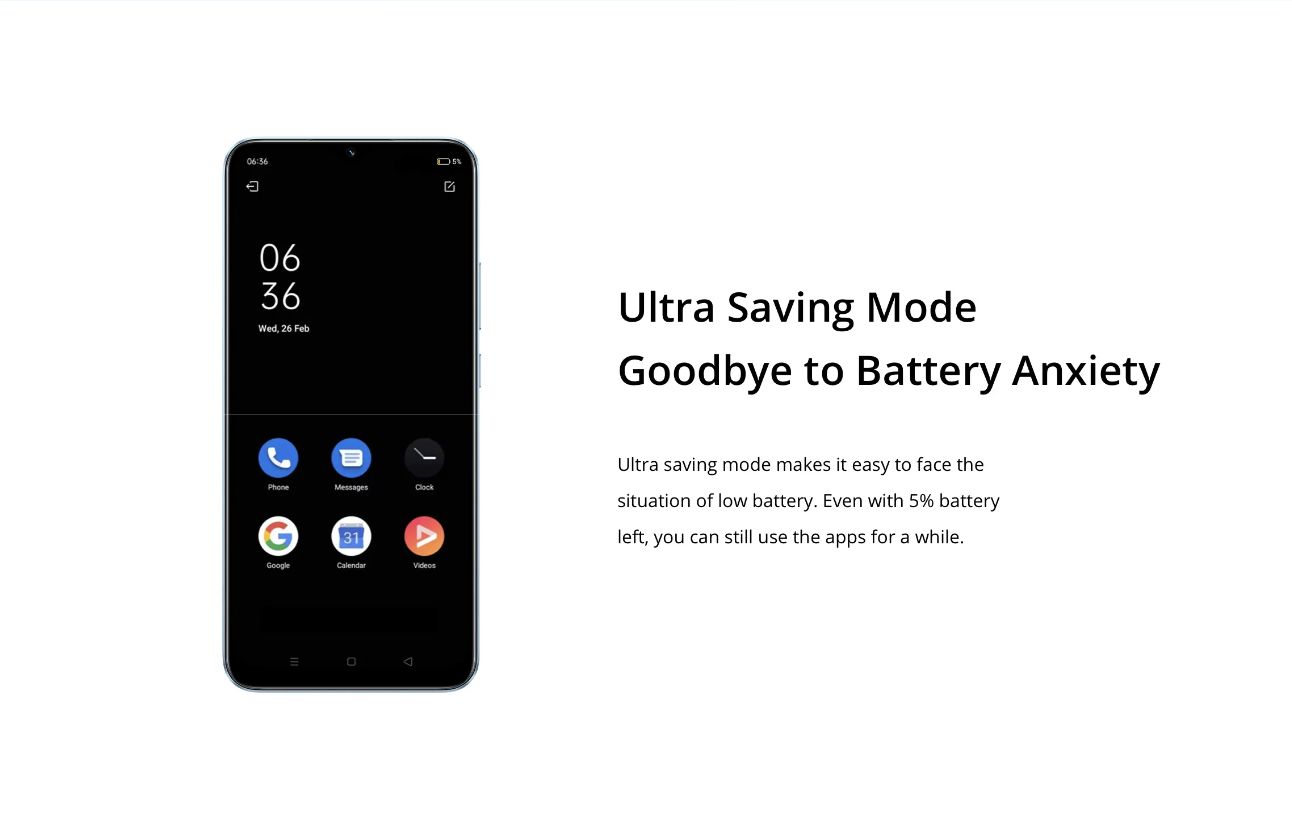 06:36 5%
06
36
Wed, 26 Feb
Phone Messages Clock
31
Google Calendar Videos
Ultra Saving Mode
Goodbye to Battery Anxiety
Ultra saving mode makes it easy to face the
situation of low battery. Even with 5% battery
left, you can still use the apps for a while.